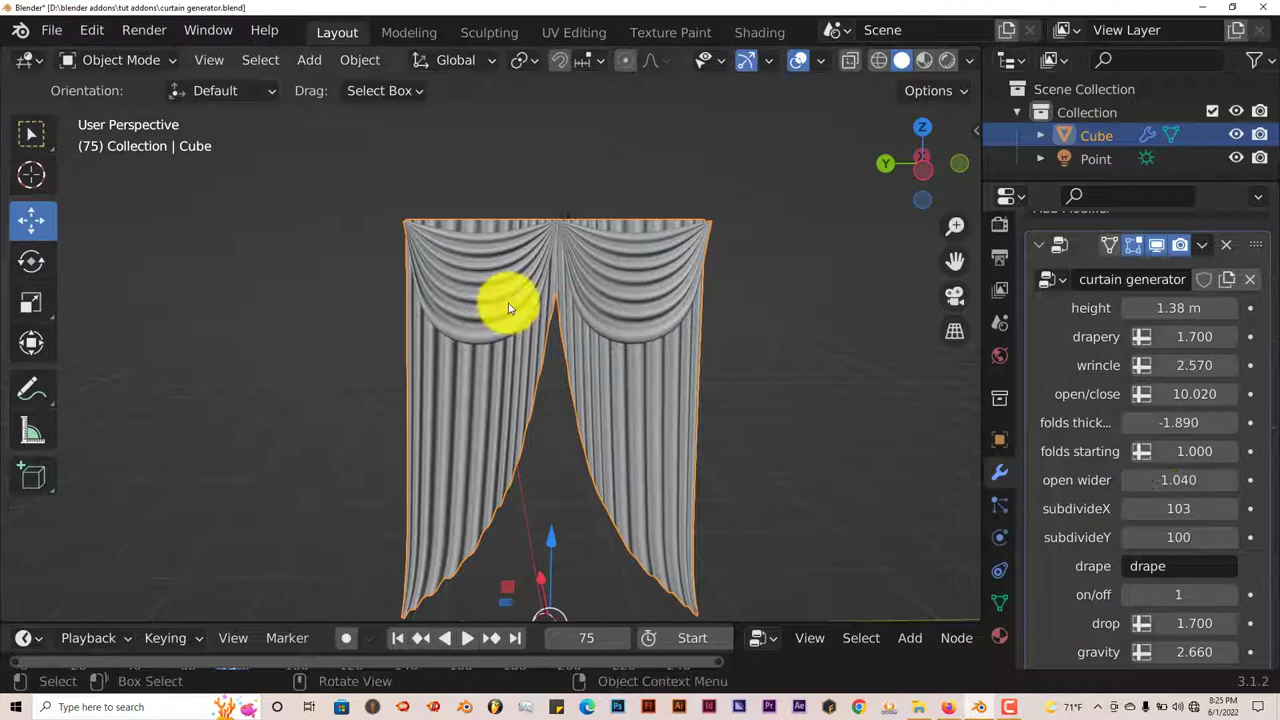 Blender* [D:\blender addons\tut addons\curtain generator.blend]
File Edit Render Window Help Layout Modeling Sculpting UV Editing Texture Paint Shading Scene View Layer
Object Mode View Select Add Object Global
Orientation: Default Drag: Select Box Options
User Perspective
(75) Collection | Cube
Z
Y
X
Scene Collection
Collection
Cube
Point
Add Modifier
curtain generator
height 1.38 m
drapery 1.700
wrincle 2.570
open/close 10.020
folds thick... -1.890
folds starting 1.000
open wider -1.040
subdivideX 103
subdivideY 100
drape drape
on/off 1
drop 1.700
gravity 2.660
Playback Keying View Marker 75 Start View Select Add Node
Select Box Select Rotate View Object Context Menu 3.1.2
Type here to search 71°F 8:25 PM
6/1/2022